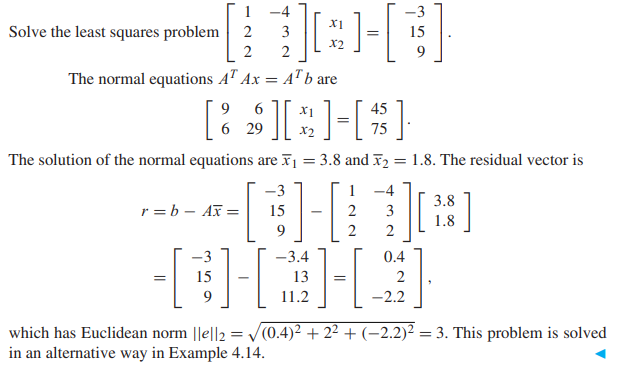 Solve the least squares problem $\begin{bmatrix} 1 & -4 \\ 2 & 3 \\ 2 & 2 \end{bmatrix} \begin{bmatrix} x_1 \\ x_2 \end{bmatrix} = \begin{bmatrix} -3 \\ 15 \\ 9 \end{bmatrix}$.
The normal equations $A^T Ax = A^T b$ are
$\begin{bmatrix} 9 & 6 \\ 6 & 29 \end{bmatrix} \begin{bmatrix} x_1 \\ x_2 \end{bmatrix} = \begin{bmatrix} 45 \\ 75 \end{bmatrix}$.
The solution of the normal equations are $\overline{x}_1 = 3.8$ and $\overline{x}_2 = 1.8$. The residual vector is
$r = b - A\overline{x} = \begin{bmatrix} -3 \\ 15 \\ 9 \end{bmatrix} - \begin{bmatrix} 1 & -4 \\ 2 & 3 \\ 2 & 2 \end{bmatrix} \begin{bmatrix} 3.8 \\ 1.8 \end{bmatrix}$
$= \begin{bmatrix} -3 \\ 15 \\ 9 \end{bmatrix} - \begin{bmatrix} -3.4 \\ 13 \\ 11.2 \end{bmatrix} = \begin{bmatrix} 0.4 \\ 2 \\ -2.2 \end{bmatrix}$,
which has Euclidean norm $||e||_2 = \sqrt{(0.4)^2 + 2^2 + (-2.2)^2} = 3$. This problem is solved
in an alternative way in Example 4.14. ◀